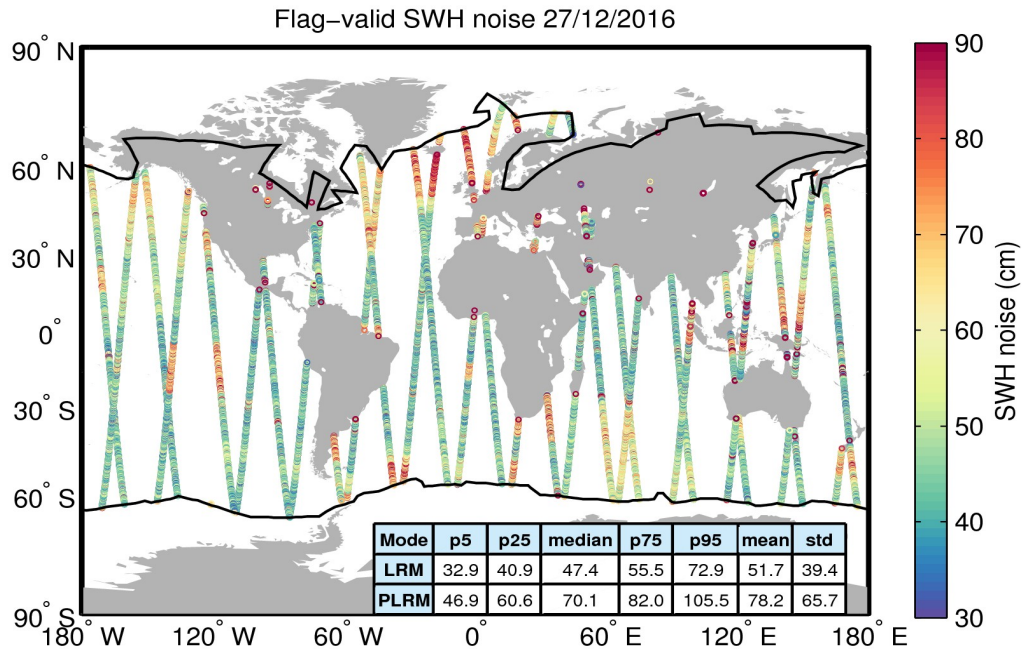 Flag−valid SWH noise 27/12/2016
90° N
60° N
30° N
0°
30° S
60° S
90° S
180° W
120° W
60° W
0°
60° E
120° E
180° E
Mode p5 p25 median p75 p95 mean std
LRM 32.9 40.9 47.4 55.5 72.9 51.7 39.4
PLRM 46.9 60.6 70.1 82.0 105.5 78.2 65.7
90
80
70
60
50
40
30
SWH noise (cm)